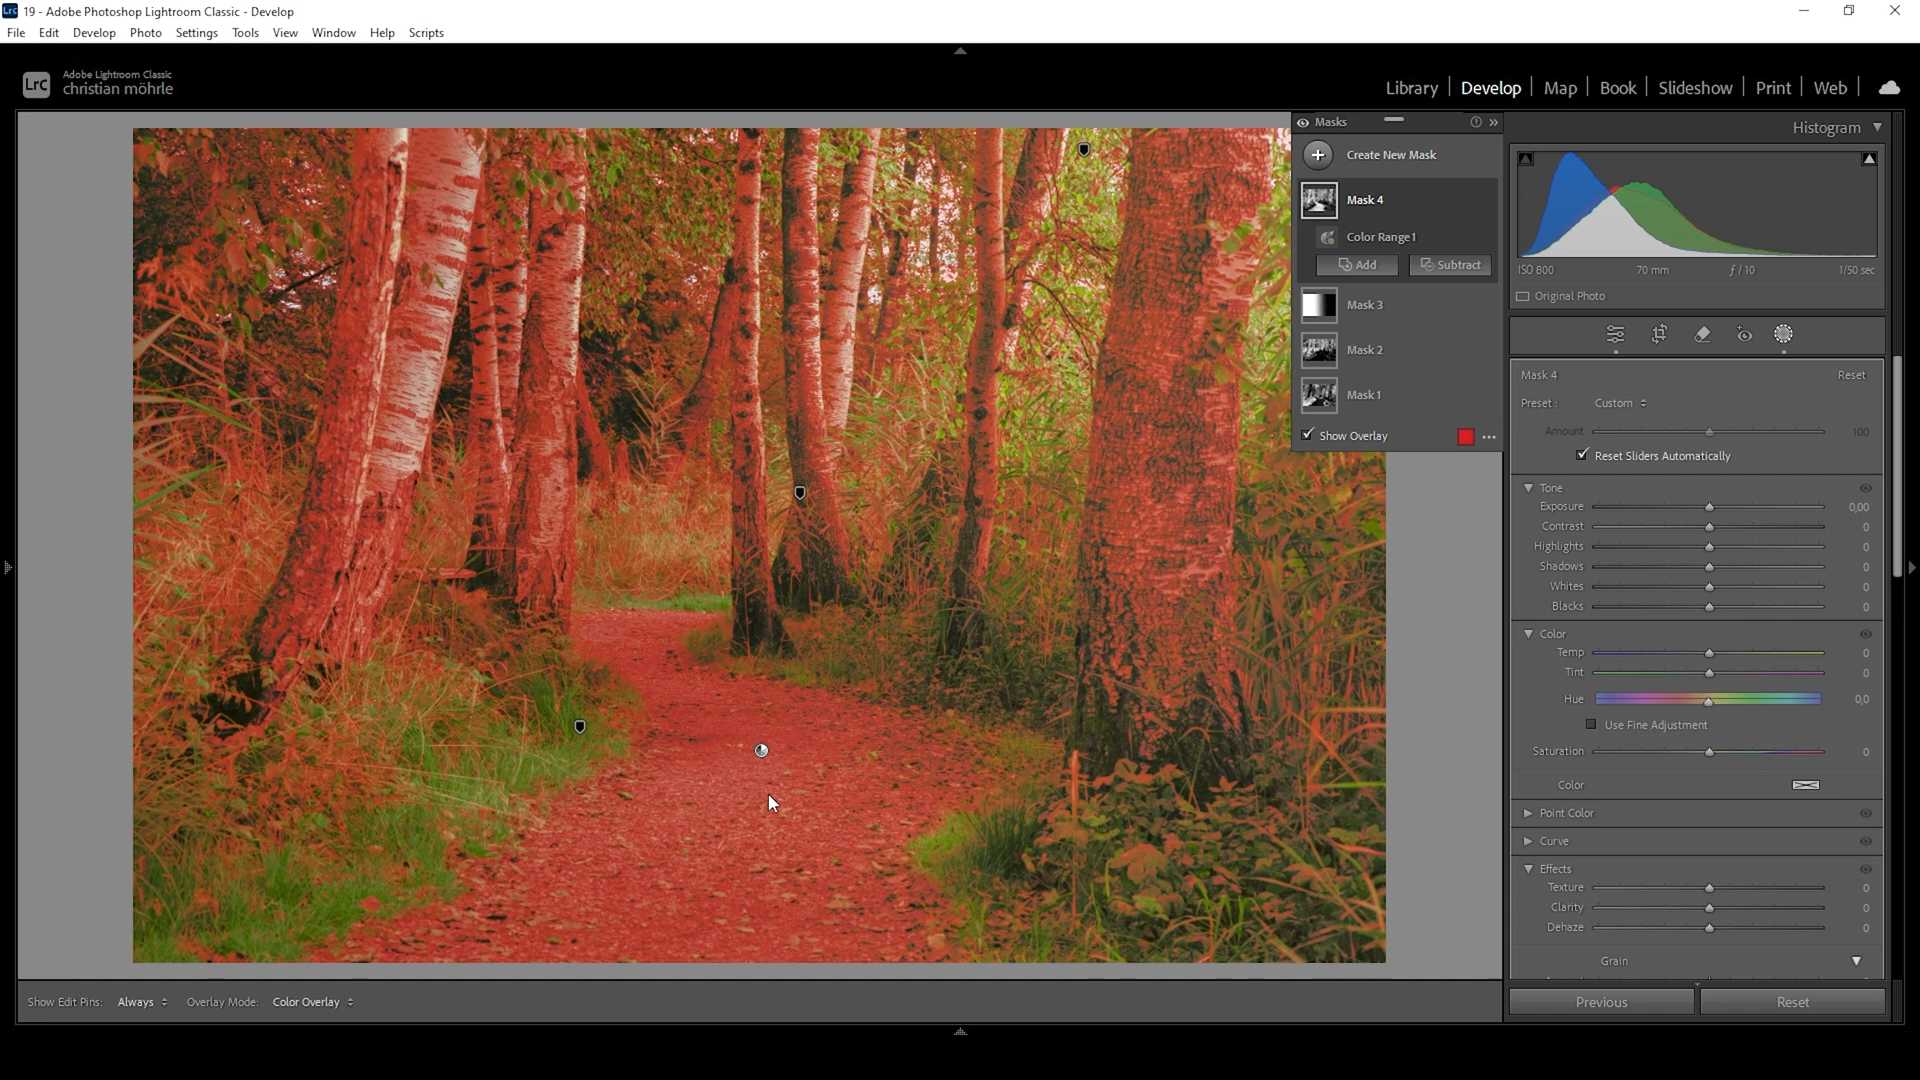 Lrc 19 - Adobe Photoshop Lightroom Classic - Develop
File Edit Develop Photo Settings Tools View Window Help Scripts
LrC Adobe Lightroom Classic
christian möhrle
Library Develop Map Book Slideshow Print Web
Masks
Create New Mask
Mask 4
Color Range 1
Add Subtract
Mask 3
Mask 2
Mask 1
Show Overlay
Histogram
ISO 800 70 mm f / 10 1/50 sec
Original Photo
Mask 4 Reset
Preset : Custom
Amount 100
Reset Sliders Automatically
Tone
Exposure 0,00
Contrast 0
Highlights 0
Shadows 0
Whites 0
Blacks 0
Color
Temp 0
Tint 0
Hue 0,0
Use Fine Adjustment
Saturation 0
Color
Point Color
Curve
Effects
Texture 0
Clarity 0
Dehaze 0
Grain
Show Edit Pins: Always Overlay Mode: Color Overlay
Previous Reset